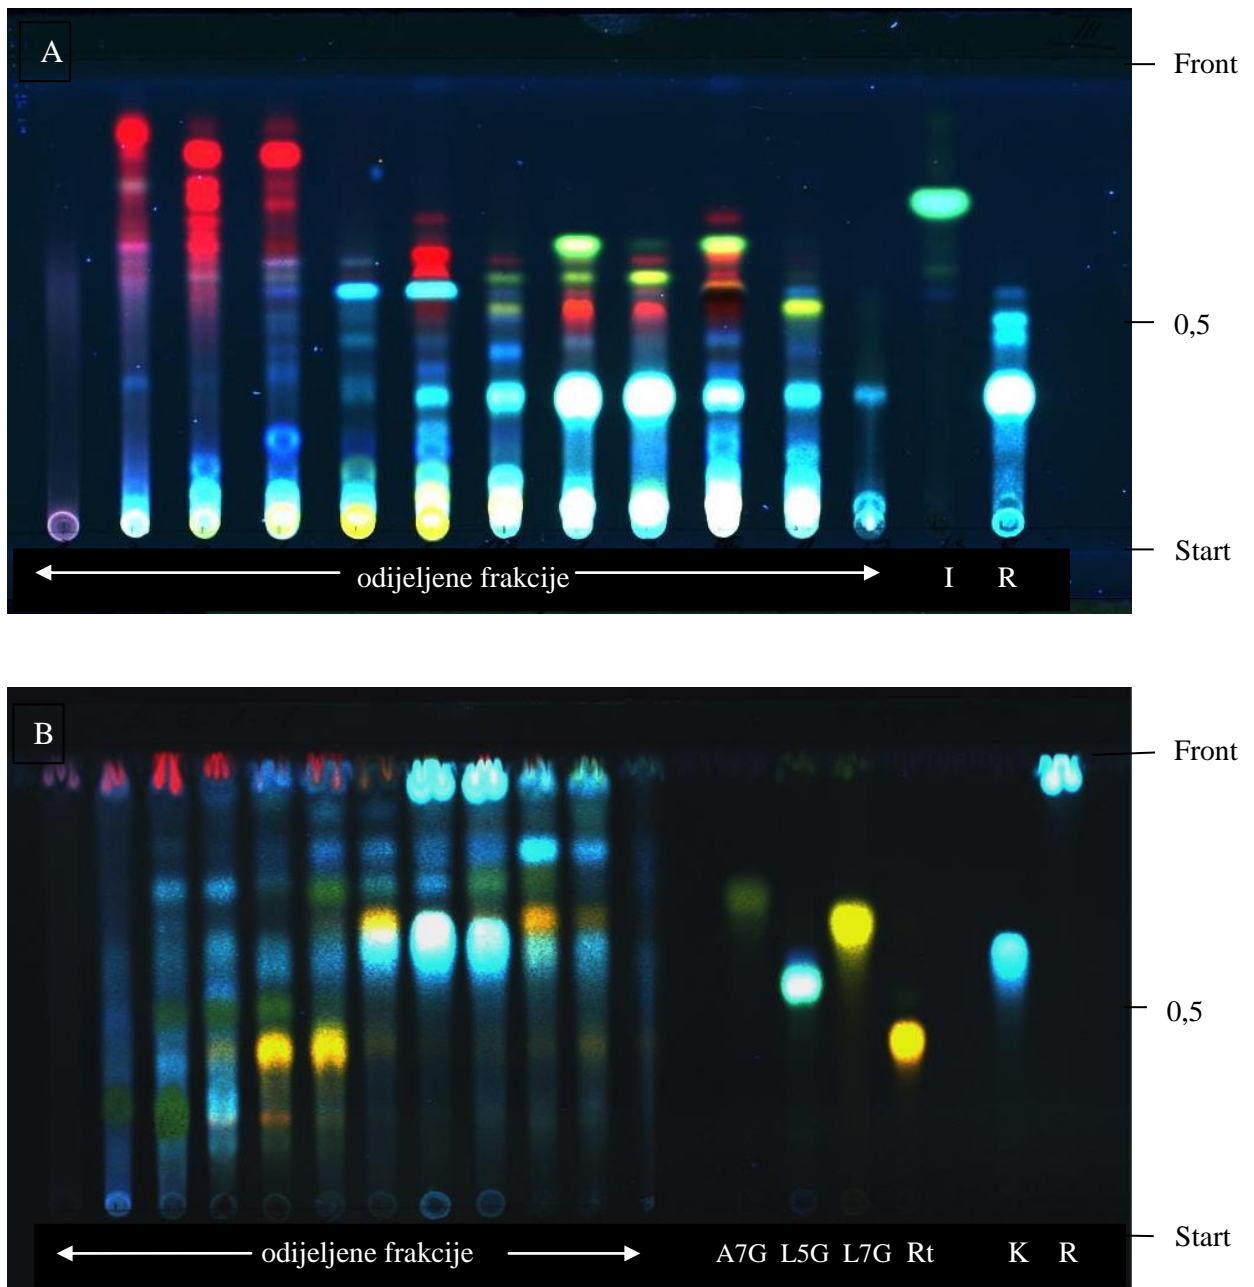 A
Front
0,5
Start
odijeljene frakcije I R
B
Front
0,5
Start
odijeljene frakcije A7G L5G L7G Rt K R